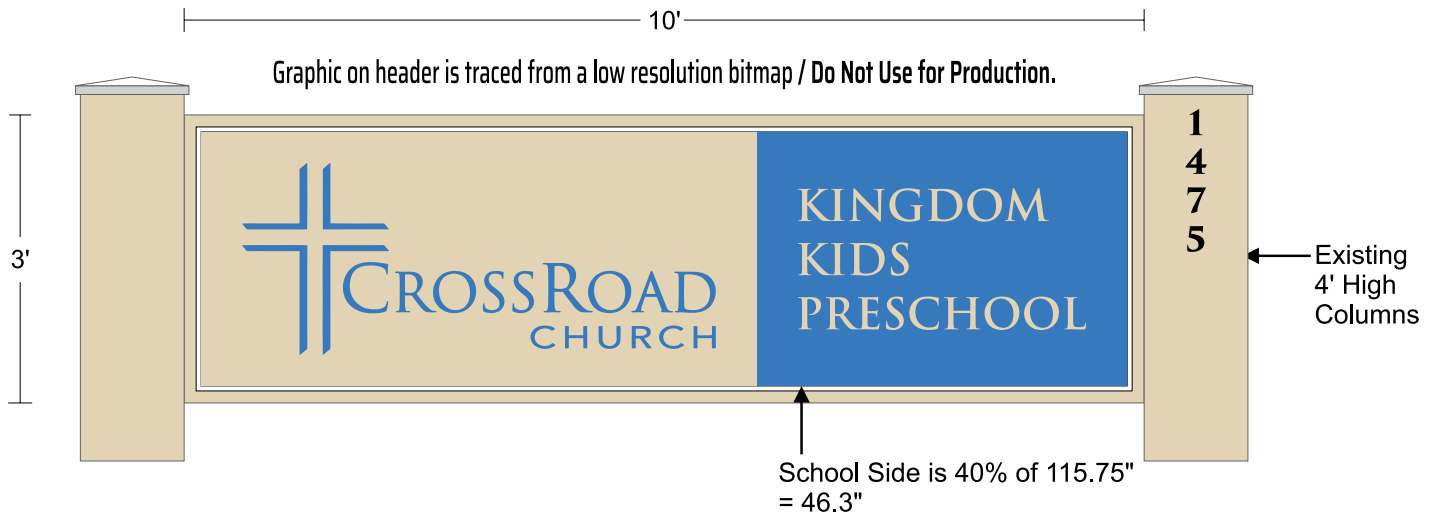 10'
Graphic on header is traced from a low resolution bitmap / Do Not Use for Production.
3'
CROSSROAD
CHURCH
KINGDOM
KIDS
PRESCHOOL
1
4
7
5
Existing
4' High
Columns
School Side is 40% of 115.75"
= 46.3"